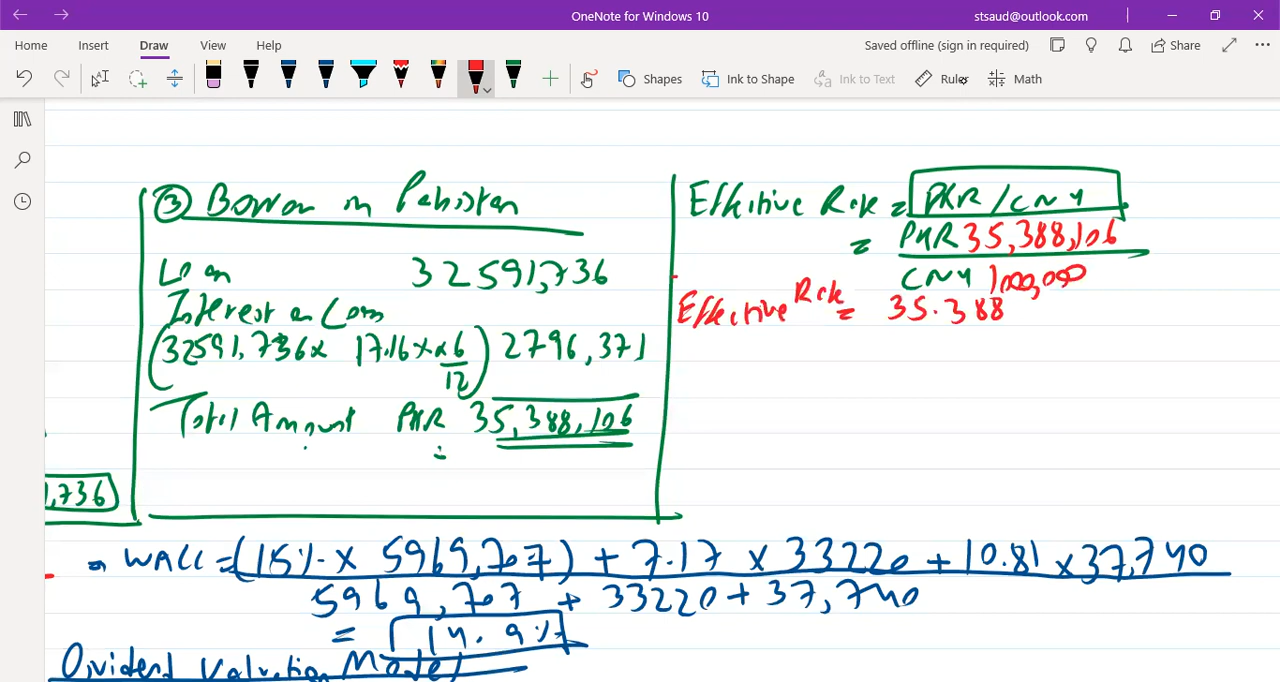 OneNote for Windows 10
stsaud@outlook.com
Home Insert Draw View Help
Saved offline (sign in required) Share
Shapes Ink to Shape Ink to Text Ruler Math
③ Borrow in Pakistan
Loan 32591,736
Interest on Loan
(32591,736 x 17.16 x x 6/12) 2796,371
Total Amount PKR 35,388,106
,736
Effective Rate = PKR / CNY
= PKR 35,388,106
CNY 1000,000
Effective Rate = 35.388
WACC = (15% x 5969,707) + 7.17 x 33220 + 10.81 x 37,740
5969,707 + 33220 + 37,740
= 14.9%
Dividend Valuation Model